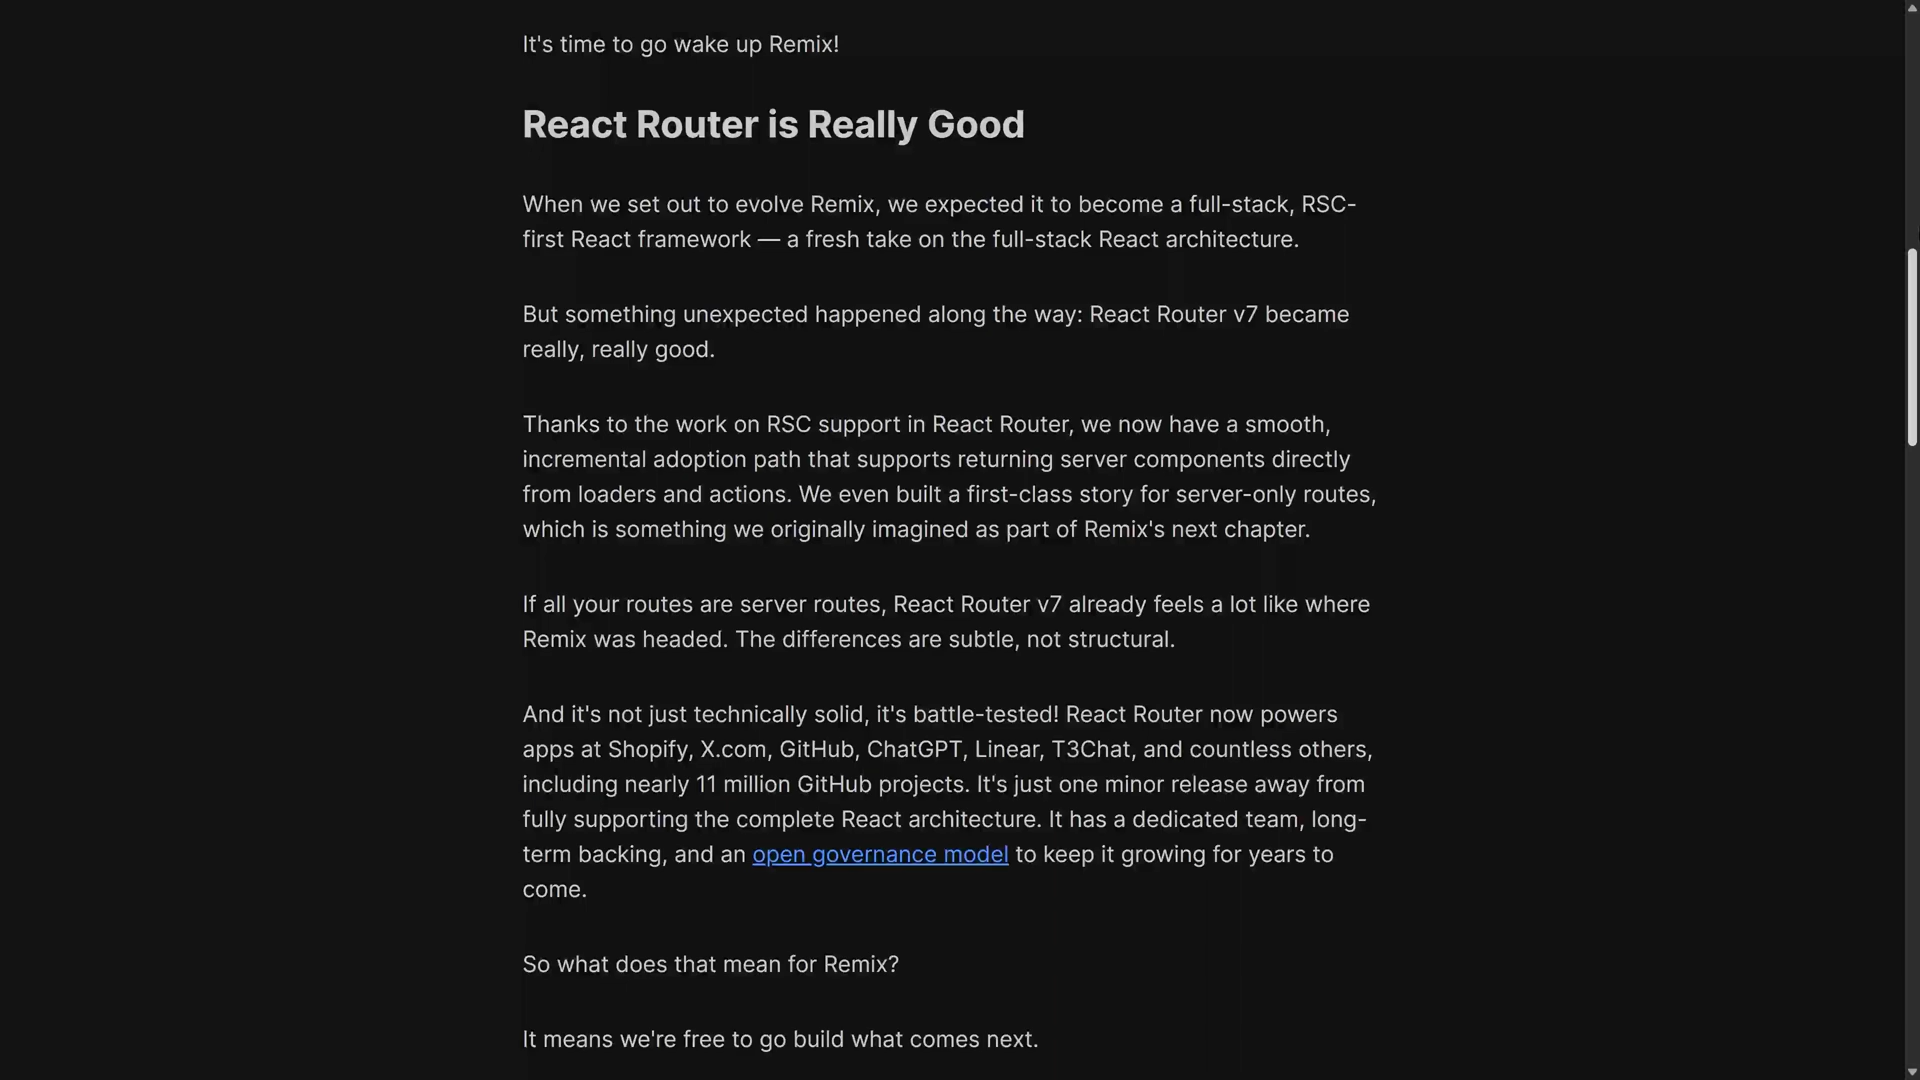 It's time to go wake up Remix!
React Router is Really Good
When we set out to evolve Remix, we expected it to become a full-stack, RSC-
first React framework — a fresh take on the full-stack React architecture.
But something unexpected happened along the way: React Router v7 became
really, really good.
Thanks to the work on RSC support in React Router, we now have a smooth,
incremental adoption path that supports returning server components directly
from loaders and actions. We even built a first-class story for server-only routes,
which is something we originally imagined as part of Remix's next chapter.
If all your routes are server routes, React Router v7 already feels a lot like where
Remix was headed. The differences are subtle, not structural.
And it's not just technically solid, it's battle-tested! React Router now powers
apps at Shopify, X.com, GitHub, ChatGPT, Linear, T3Chat, and countless others,
including nearly 11 million GitHub projects. It's just one minor release away from
fully supporting the complete React architecture. It has a dedicated team, long-
term backing, and an open governance model to keep it growing for years to
come.
So what does that mean for Remix?
It means we're free to go build what comes next.